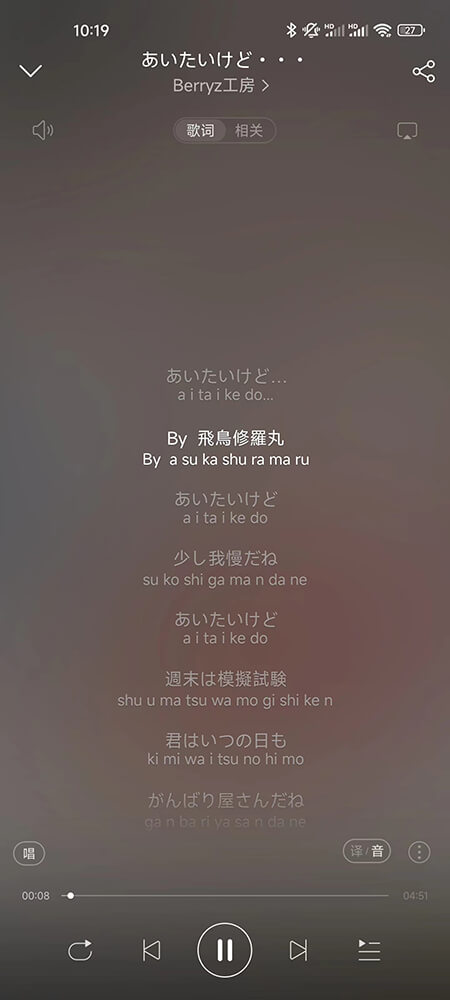 10:19
HD HD 27
あいたいけど・・・
Berryz工房
歌词 相关
あいたいけど…
a i ta i ke do...
By 飛鳥修羅丸
By a su ka shu ra ma ru
あいたいけど
a i ta i ke do
少し我慢だね
su ko shi ga ma n da ne
あいたいけど
a i ta i ke do
週末は模擬試験
shu u ma tsu wa mo gi shi ke n
君はいつの日も
ki mi wa i tsu no hi mo
がんばり屋さんだね
ga n ba ri ya sa n da ne
唱 译/音
00:08 04:51